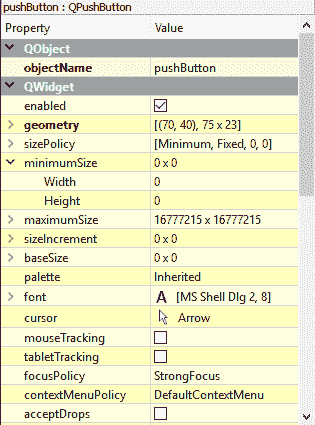 pushButton : QPushButton
Property Value
QObject
objectName pushButton
QWidget
enabled
geometry [(70, 40), 75 x 23]
sizePolicy [Minimum, Fixed, 0, 0]
minimumSize 0 x 0
Width 0
Height 0
maximumSize 16777215 x 16777215
sizeIncrement 0 x 0
baseSize 0 x 0
palette Inherited
font A [MS Shell Dlg 2, 8]
cursor Arrow
mouseTracking
tabletTracking
focusPolicy StrongFocus
contextMenuPolicy DefaultContextMenu
acceptDrops